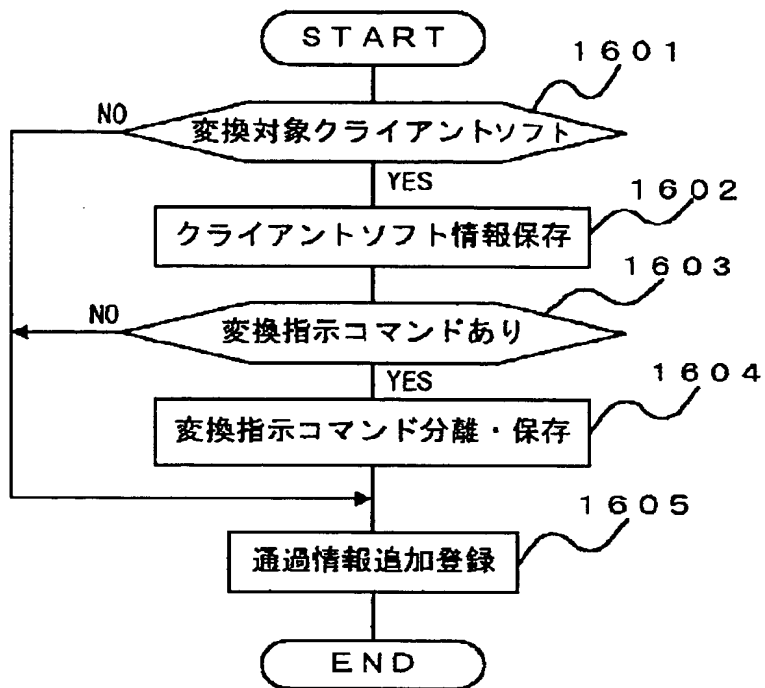 START
1601
NO
変換対象クライアントソフト
YES
1602
クライアントソフト情報保存
1603
NO
変換指示コマンドあり
YES
1604
変換指示コマンド分離・保存
1605
通過情報追加登録
END